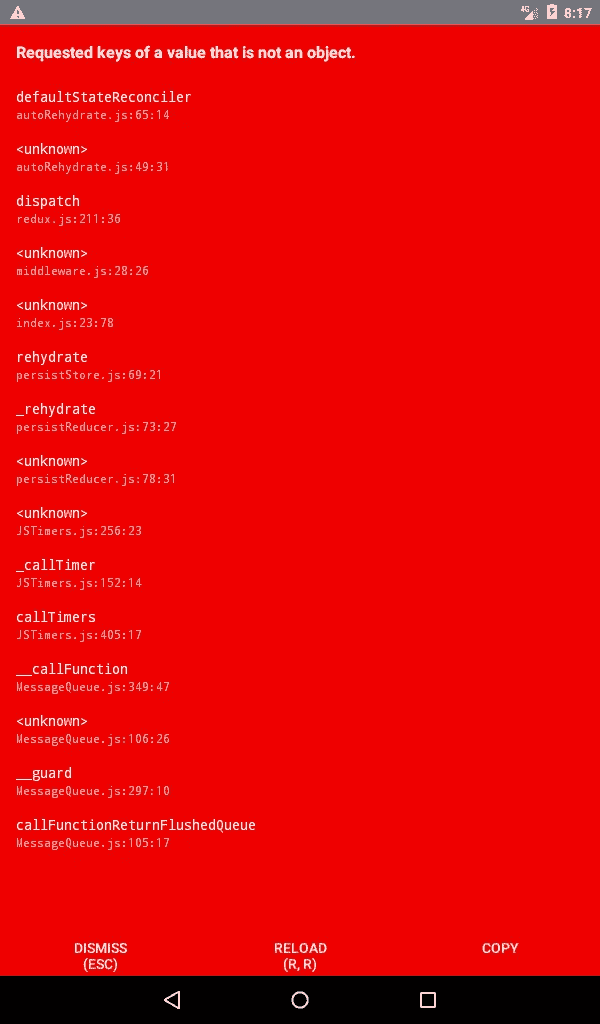 4G 8:17
Requested keys of a value that is not an object.
defaultStateReconciler
autoRehydrate.js:65:14
<unknown>
autoRehydrate.js:49:31
dispatch
redux.js:211:36
<unknown>
middleware.js:28:26
<unknown>
index.js:23:78
rehydrate
persistStore.js:69:21
_rehydrate
persistReducer.js:73:27
<unknown>
persistReducer.js:78:31
<unknown>
JSTimers.js:256:23
_callTimer
JSTimers.js:152:14
callTimers
JSTimers.js:405:17
__callFunction
MessageQueue.js:349:47
<unknown>
MessageQueue.js:106:26
__guard
MessageQueue.js:297:10
callFunctionReturnFlushedQueue
MessageQueue.js:105:17
DISMISS RELOAD COPY
(ESC) (R, R)